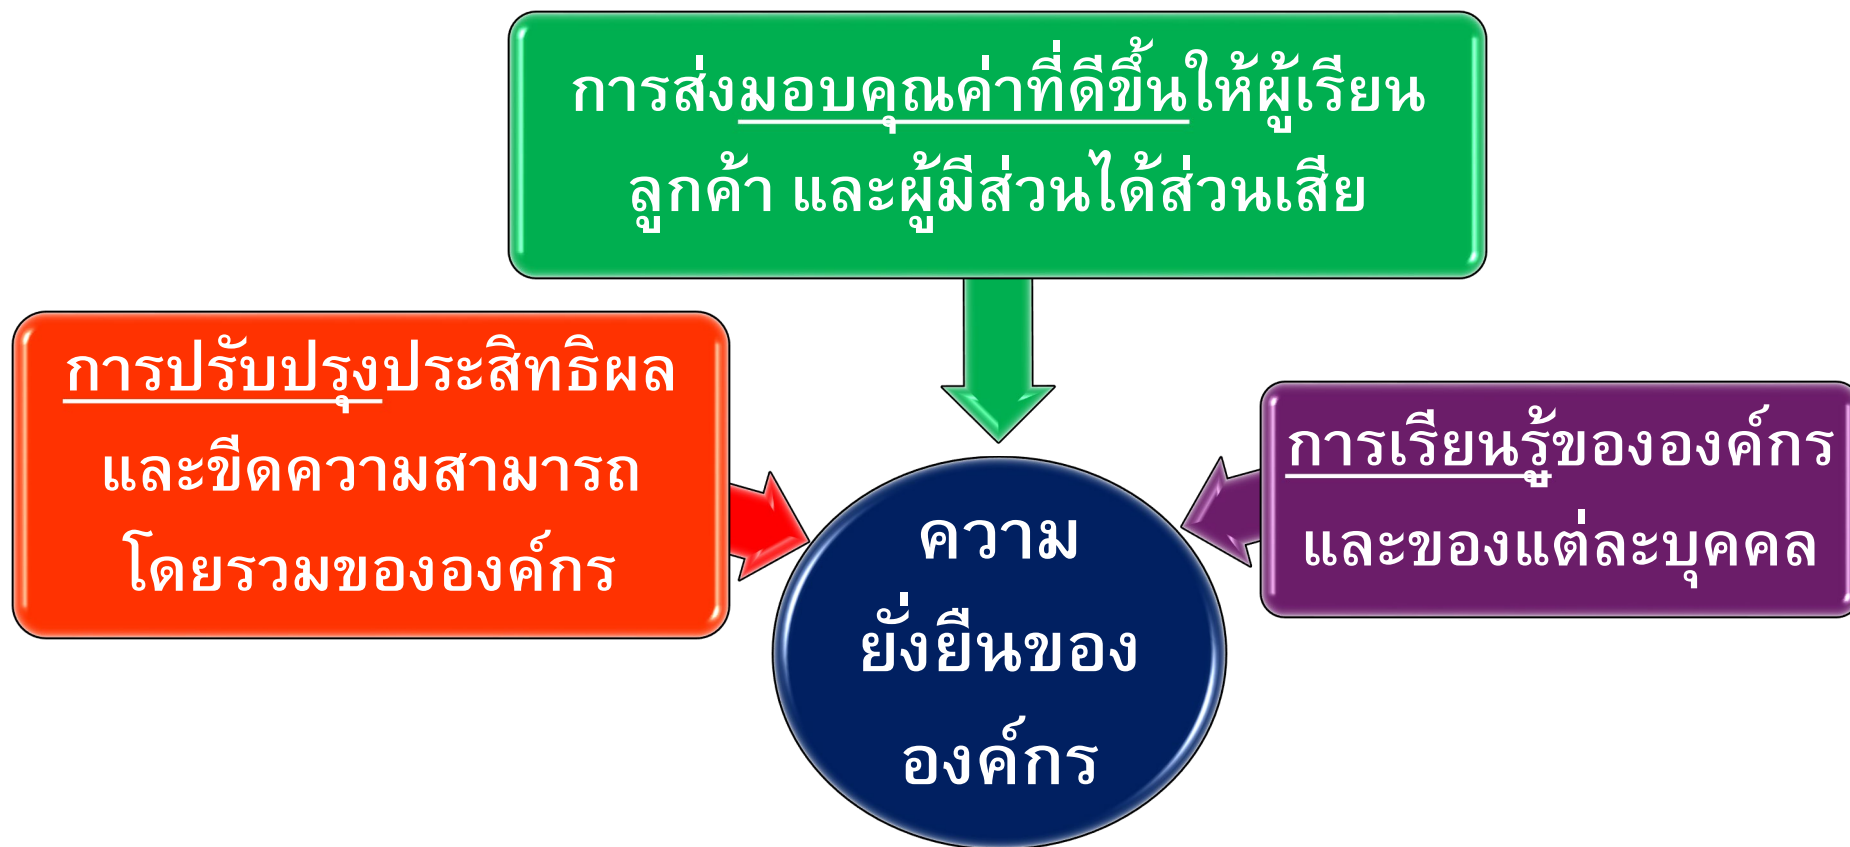 การส่งมอบคุณค่าที่ดีขึ้นให้ผู้เรียน
ลูกค้า และผู้มีส่วนได้ส่วนเสีย
การปรับปรุงประสิทธิผล
และขีดความสามารถ
โดยรวมขององค์กร
การเรียนรู้ขององค์กร
และของแต่ละบุคคล
ความ
ยั่งยืนของ
องค์กร